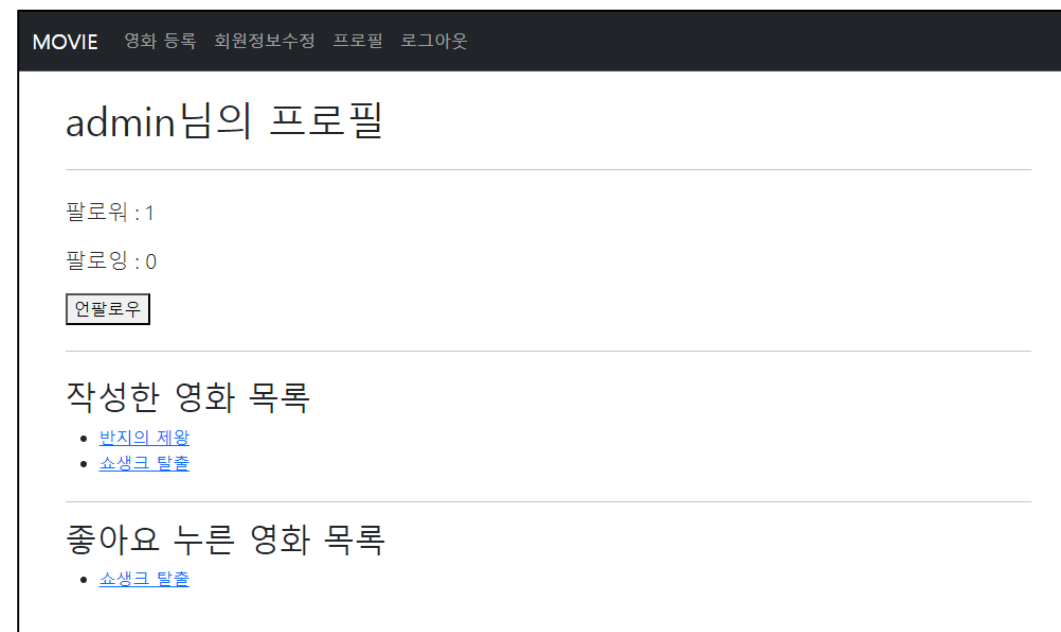 MOVIE 영화 등록 회원정보수정 프로필 로그아웃
admin님의 프로필
팔로워 : 1
팔로잉 : 0
언팔로우
작성한 영화 목록
반지의 제왕
쇼생크 탈출
좋아요 누른 영화 목록
쇼생크 탈출